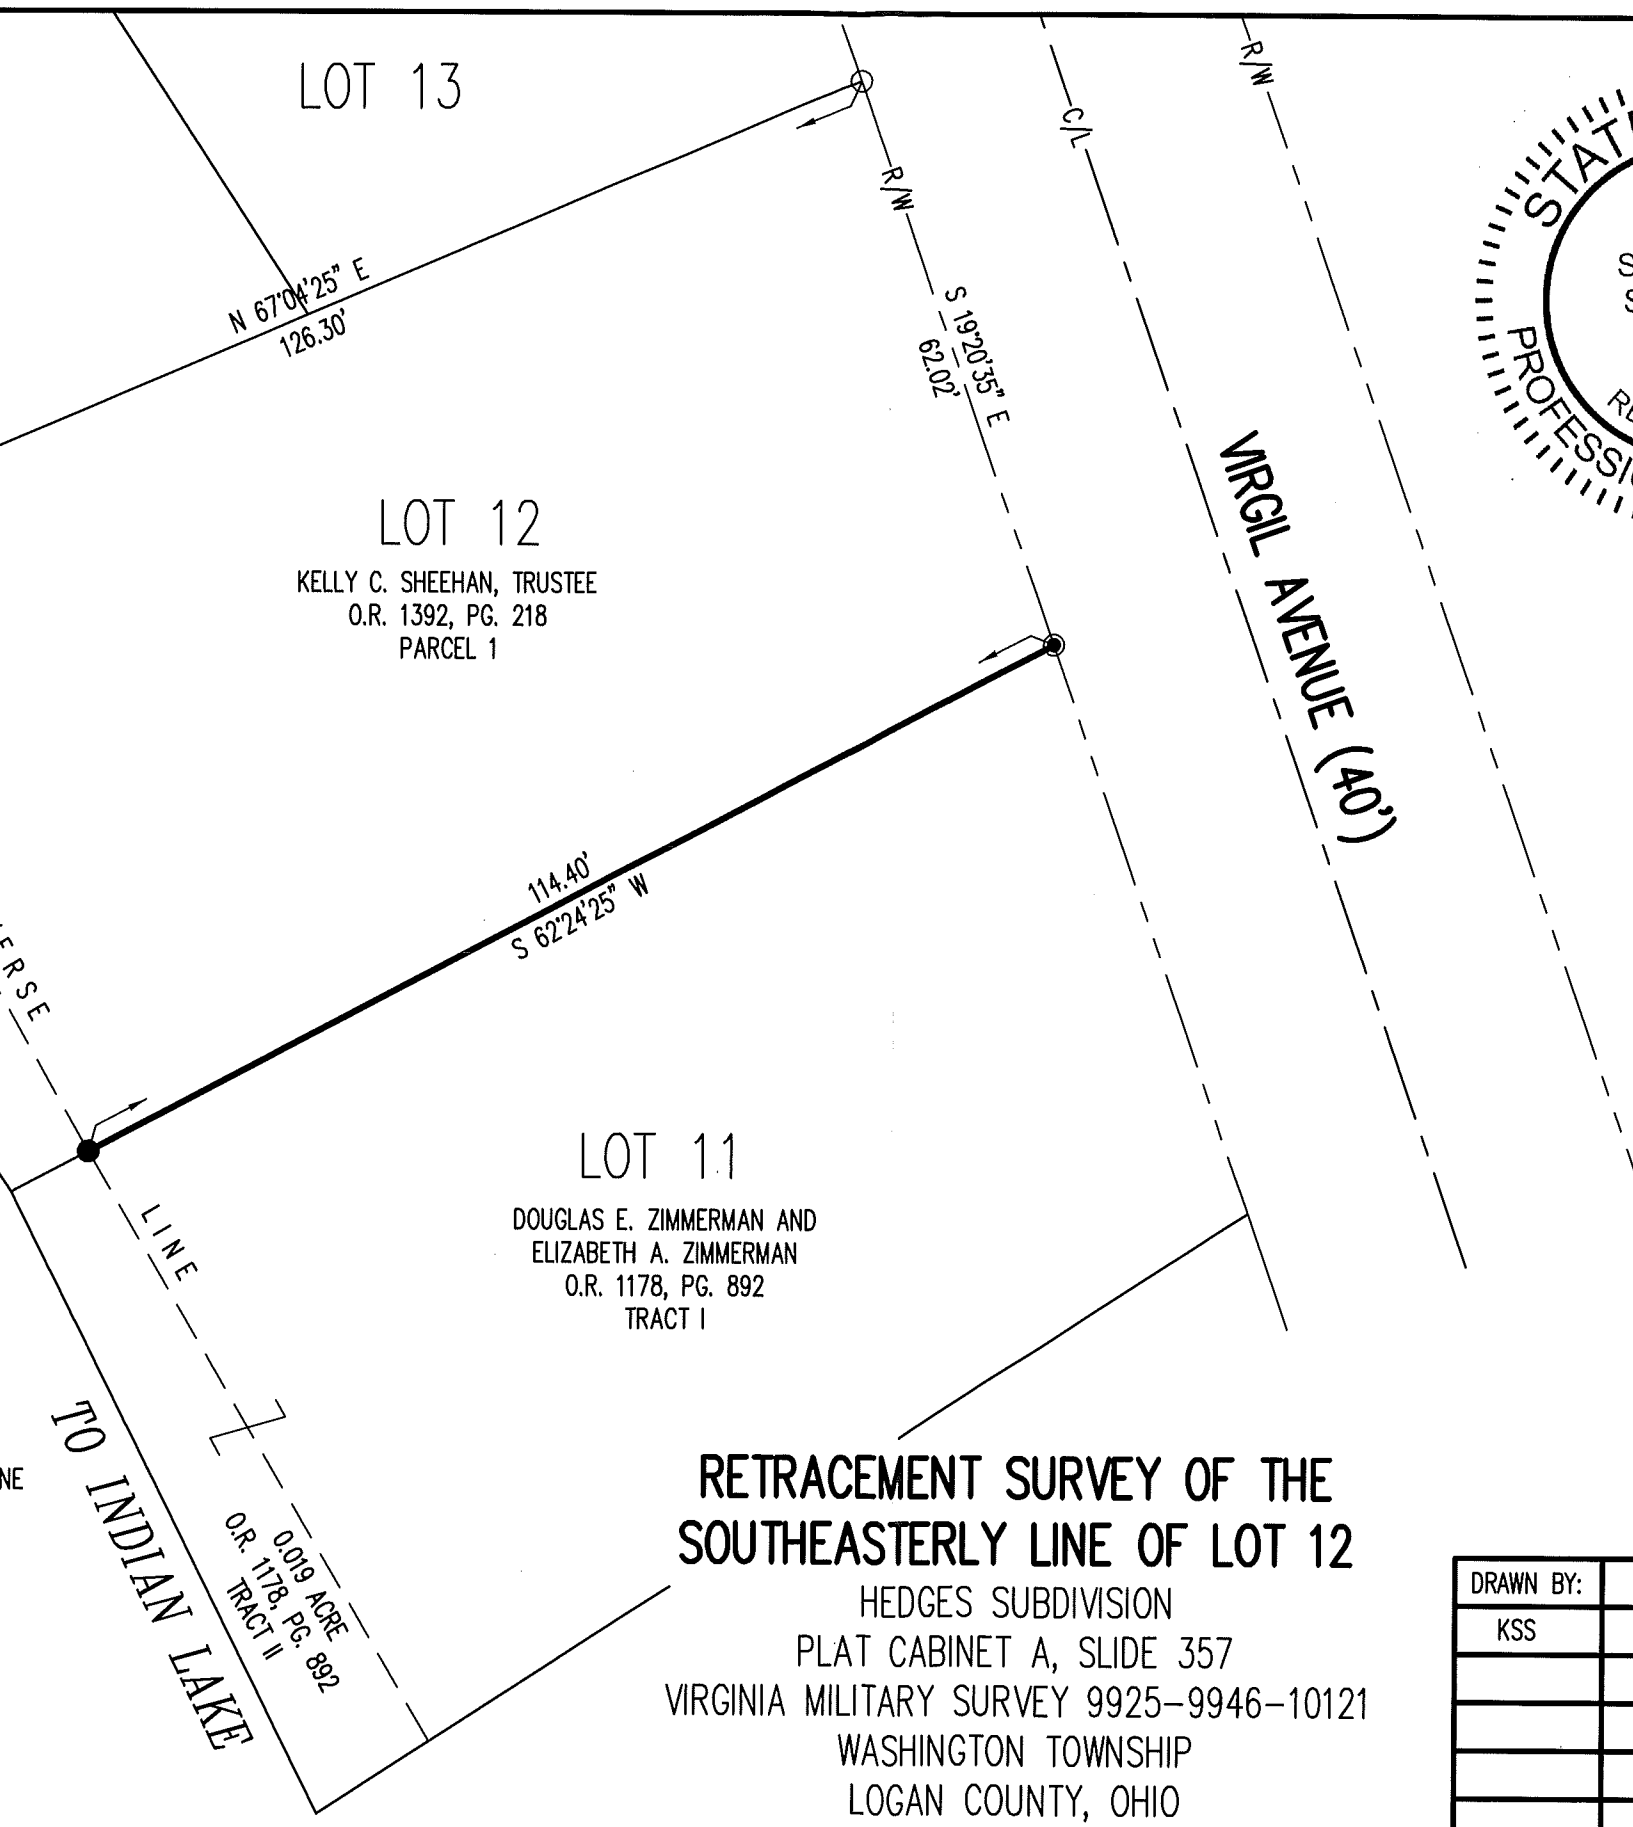 LOT 13
R/W
C/L
R/W
N 67°04'25" E
126.30'
S 19°20'35" E
62.02'
STATE
PROFESSI
LOT 12
KELLY C. SHEEHAN, TRUSTEE
O.R. 1392, PG. 218
PARCEL 1
VIRGIL AVENUE (40')
114.40'
S 62°24'25" W
ERSE
LINE
LOT 11
DOUGLAS E. ZIMMERMAN AND
ELIZABETH A. ZIMMERMAN
O.R. 1178, PG. 892
TRACT I
TO INDIAN LAKE
NE
0.019 ACRE
O.R. 1178, PG. 892
TRACT II
RETRACEMENT SURVEY OF THE
SOUTHEASTERLY LINE OF LOT 12
HEDGES SUBDIVISION
PLAT CABINET A, SLIDE 357
VIRGINIA MILITARY SURVEY 9925-9946-10121
WASHINGTON TOWNSHIP
LOGAN COUNTY, OHIO
DRAWN BY:
KSS